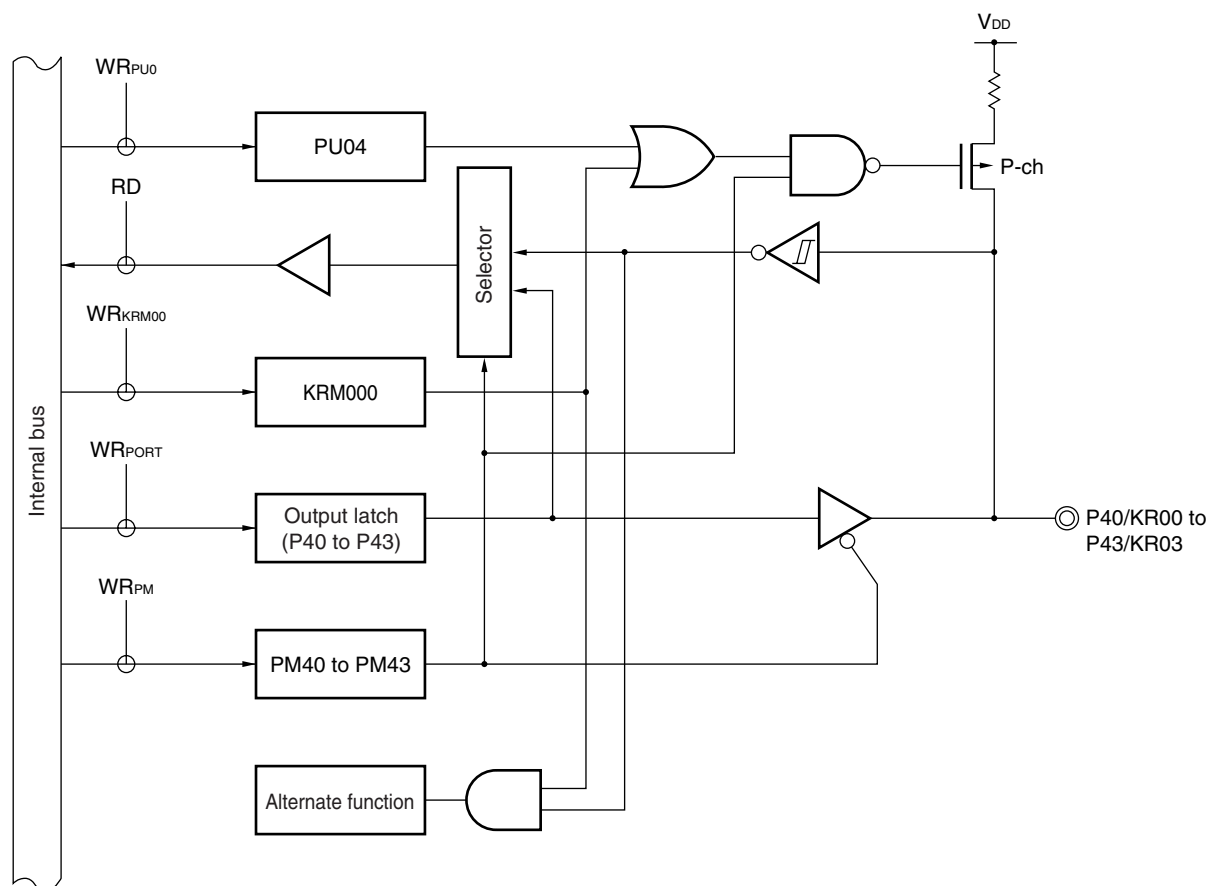 VDD
WRPU0
PU04
P-ch
RD
Selector
WRKRM00
KRM000
Internal bus
WRPORT
Output latch
(P40 to P43)
P40/KR00 to
P43/KR03
WRPM
PM40 to PM43
Alternate function